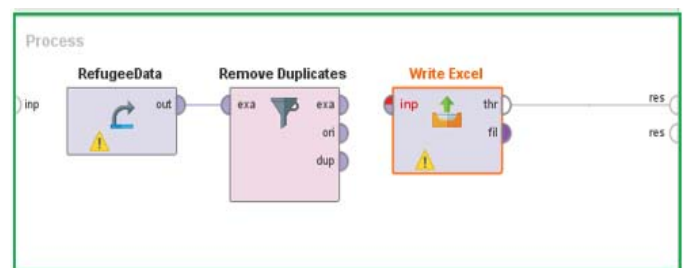 Process
RefugeeData
Remove Duplicates
Write Excel
inp
out
exa
exa
ori
dup
inp
thr
fil
res
res